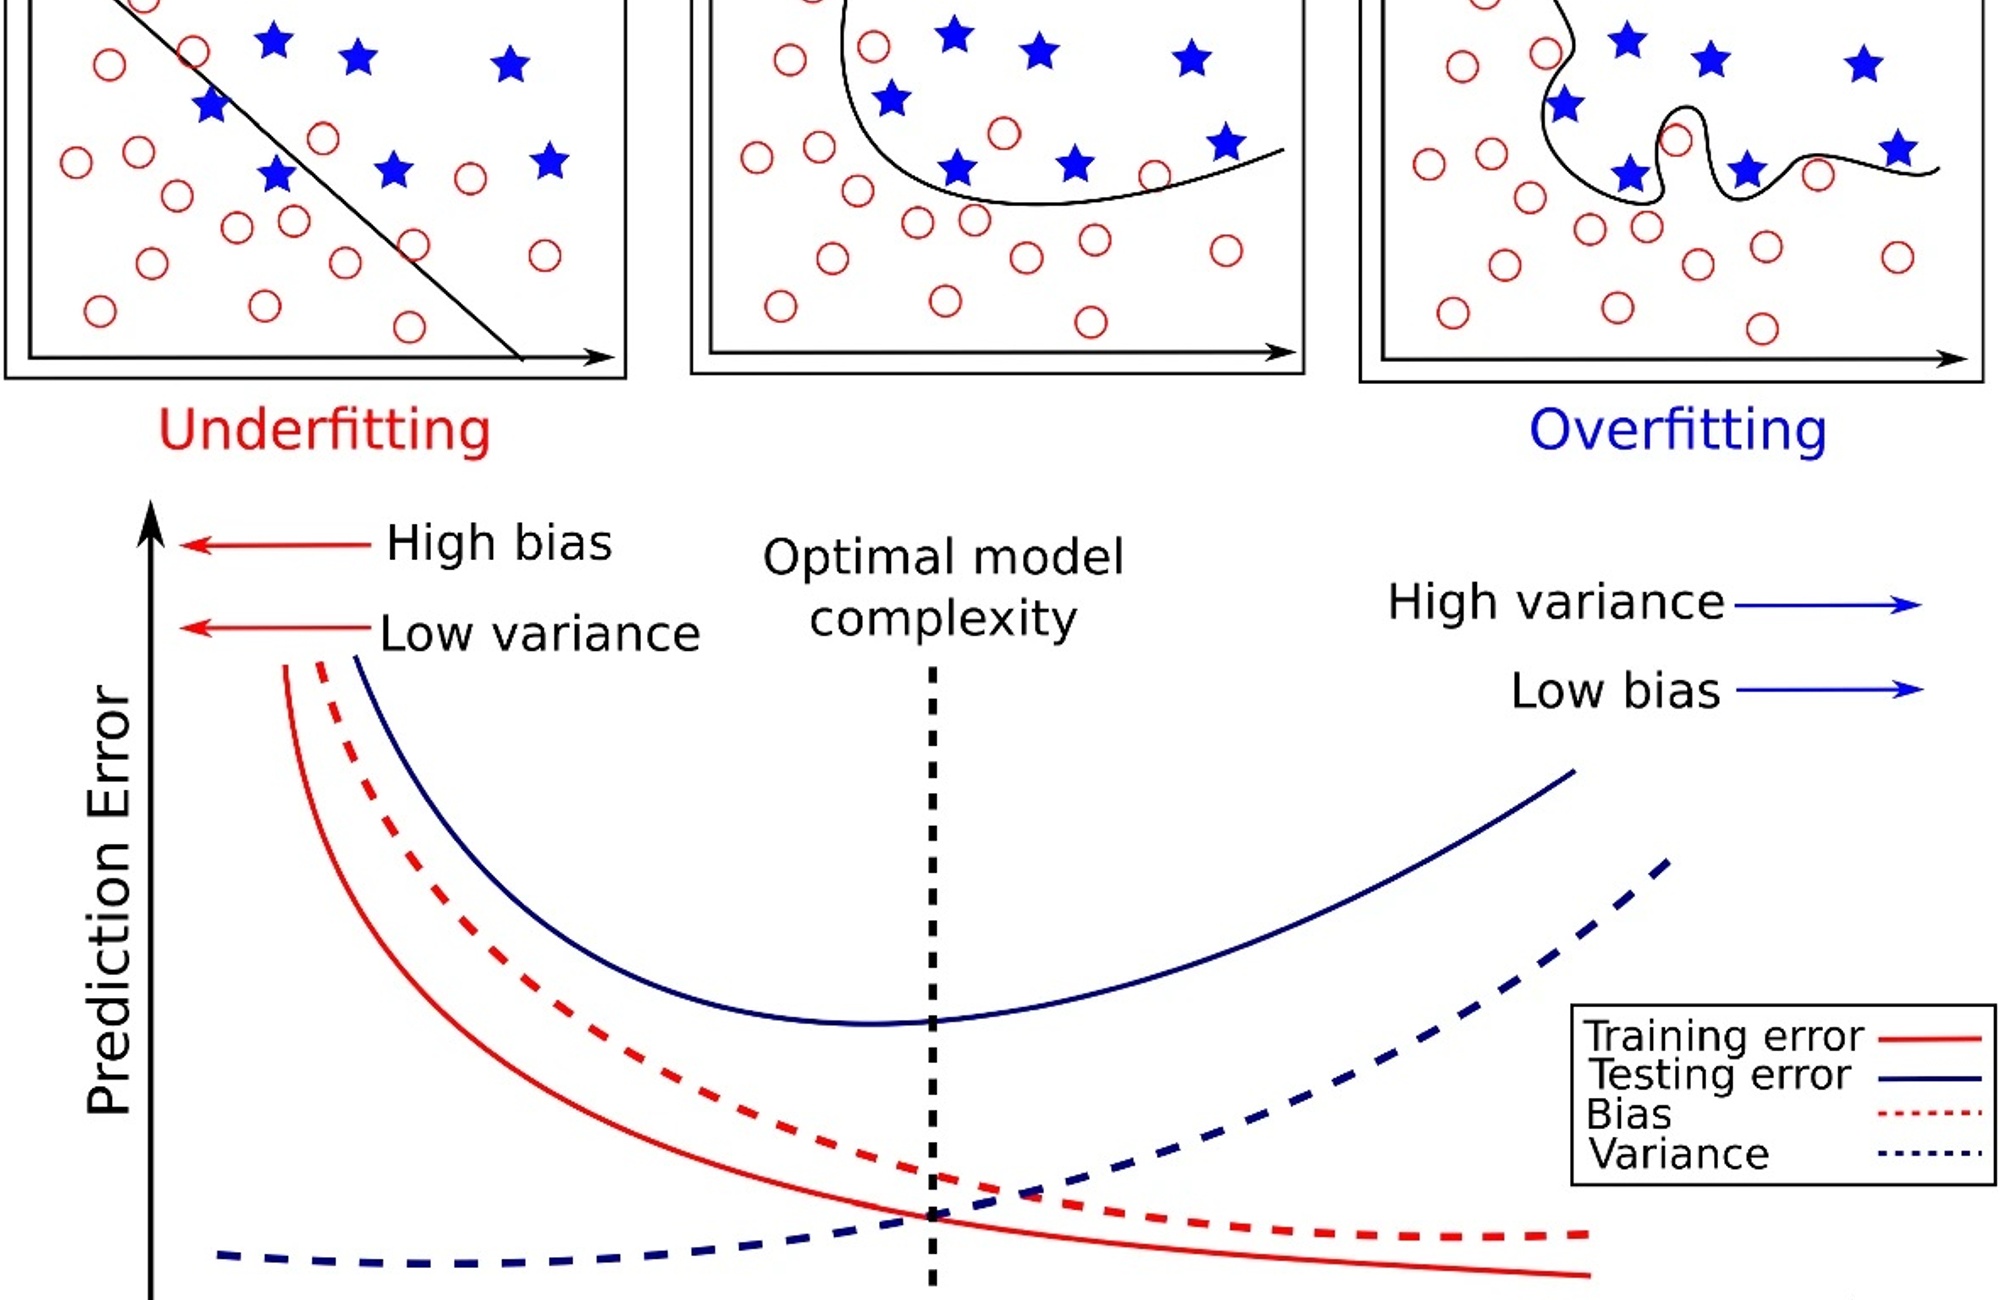 Underfitting
Overfitting
High bias
Low variance
Optimal model
complexity
High variance
Low bias
Prediction Error
Training error
Testing error
Bias
Variance